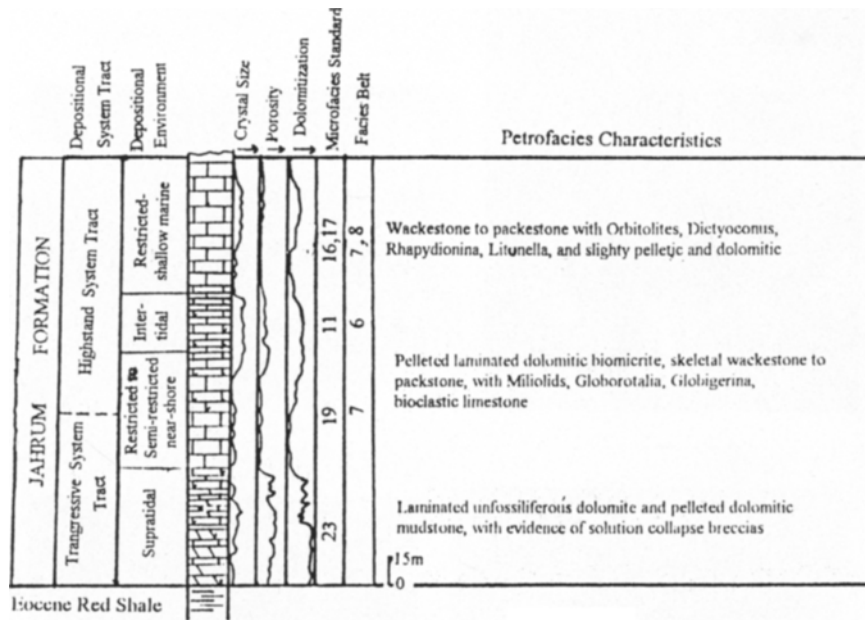 Depositional
System Tract
Depositional
Environment
Crystal Size
Porosity
Dolomitization
Microfacies Standard
Facies Belt
Petrofacies Characteristics
JAHRUM FORMATION
Highstand System Tract
Trangressive System
Tract
Restricted-
shallow marine
Inter-
tidal
Restricted to
Semi-restricted
near-shore
Supratidal
16,17
11
19
23
7, 8
6
7
Wackestone to packestone with Orbitolites, Dictyoconus,
Rhapydionina, Litunella, and slighty pelletic and dolomitic
Pelleted laminated dolomitic biomicrite, skeletal wackestone to
packstone, with Miliolids, Globorotalia, Globigerina,
bioclastic limestone
Laminated unfossiliferous dolomite and pelleted dolomitic
mudstone, with evidence of solution collapse breccias
15m
0
Eocene Red Shale